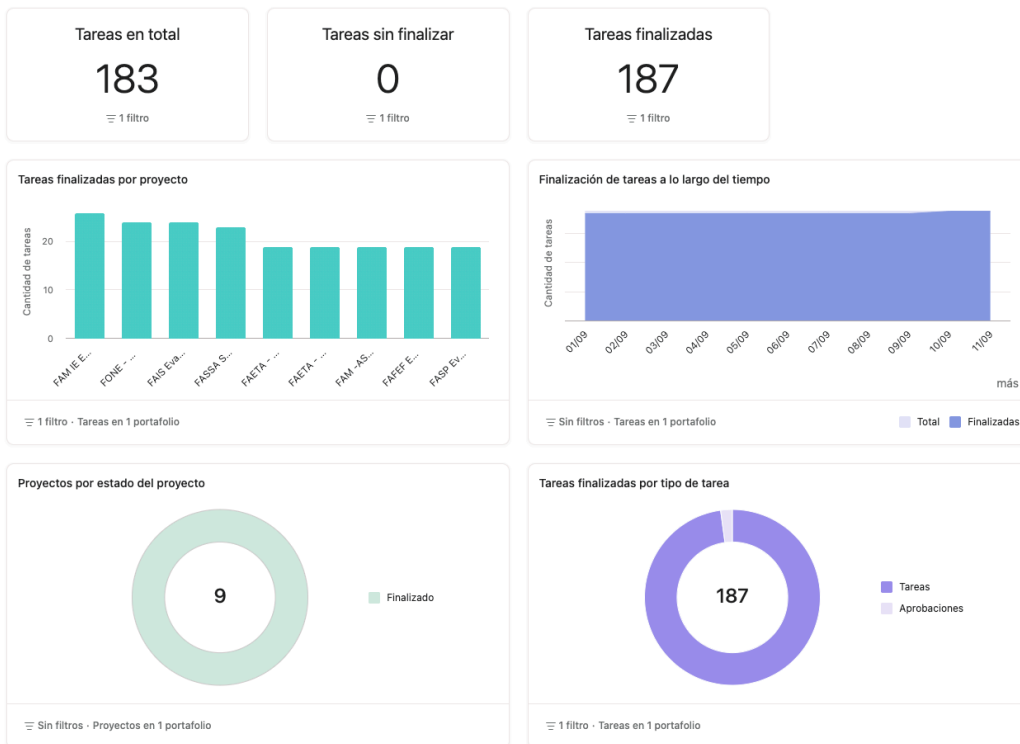 Tareas en total
183
1 filtro
Tareas sin finalizar
0
1 filtro
Tareas finalizadas
187
1 filtro
Tareas finalizadas por proyecto
Cantidad de tareas
20
10
0
FAM IE E...
FONE - ...
FAIS Eva...
FASSA S...
FAETA - ...
FAETA - ...
FAM -AS...
FAFEF E...
FASP Ev...
1 filtro · Tareas en 1 portafolio
Finalización de tareas a lo largo del tiempo
Cantidad de tareas
01/09
02/09
03/09
04/09
05/09
06/09
07/09
08/09
09/09
10/09
11/09
más
Sin filtros · Tareas en 1 portafolio
Total
Finalizadas
Proyectos por estado del proyecto
9
Finalizado
Sin filtros · Proyectos en 1 portafolio
Tareas finalizadas por tipo de tarea
187
Tareas
Aprobaciones
1 filtro · Tareas en 1 portafolio